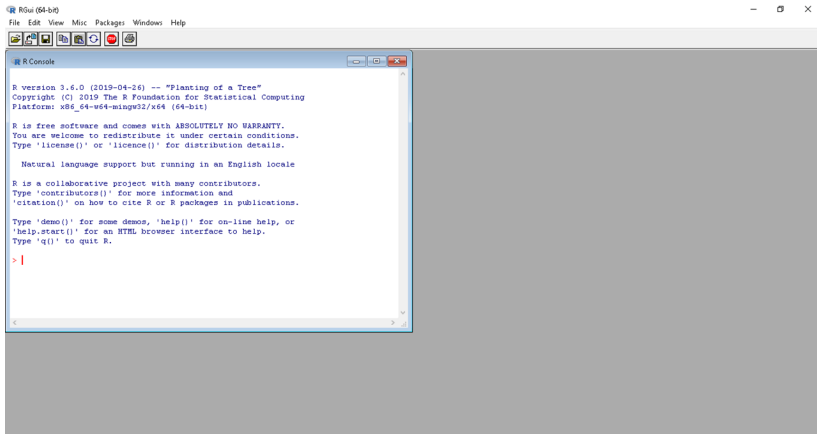 RGui (64-bit)
File Edit View Misc Packages Windows Help
STOP
R Console
R version 3.6.0 (2019-04-26) -- "Planting of a Tree"
Copyright (C) 2019 The R Foundation for Statistical Computing
Platform: x86_64-w64-mingw32/x64 (64-bit)
R is free software and comes with ABSOLUTELY NO WARRANTY.
You are welcome to redistribute it under certain conditions.
Type 'license()' or 'licence()' for distribution details.
Natural language support but running in an English locale
R is a collaborative project with many contributors.
Type 'contributors()' for more information and
'citation()' on how to cite R or R packages in publications.
Type 'demo()' for some demos, 'help()' for on-line help, or
'help.start()' for an HTML browser interface to help.
Type 'q()' to quit R.
>